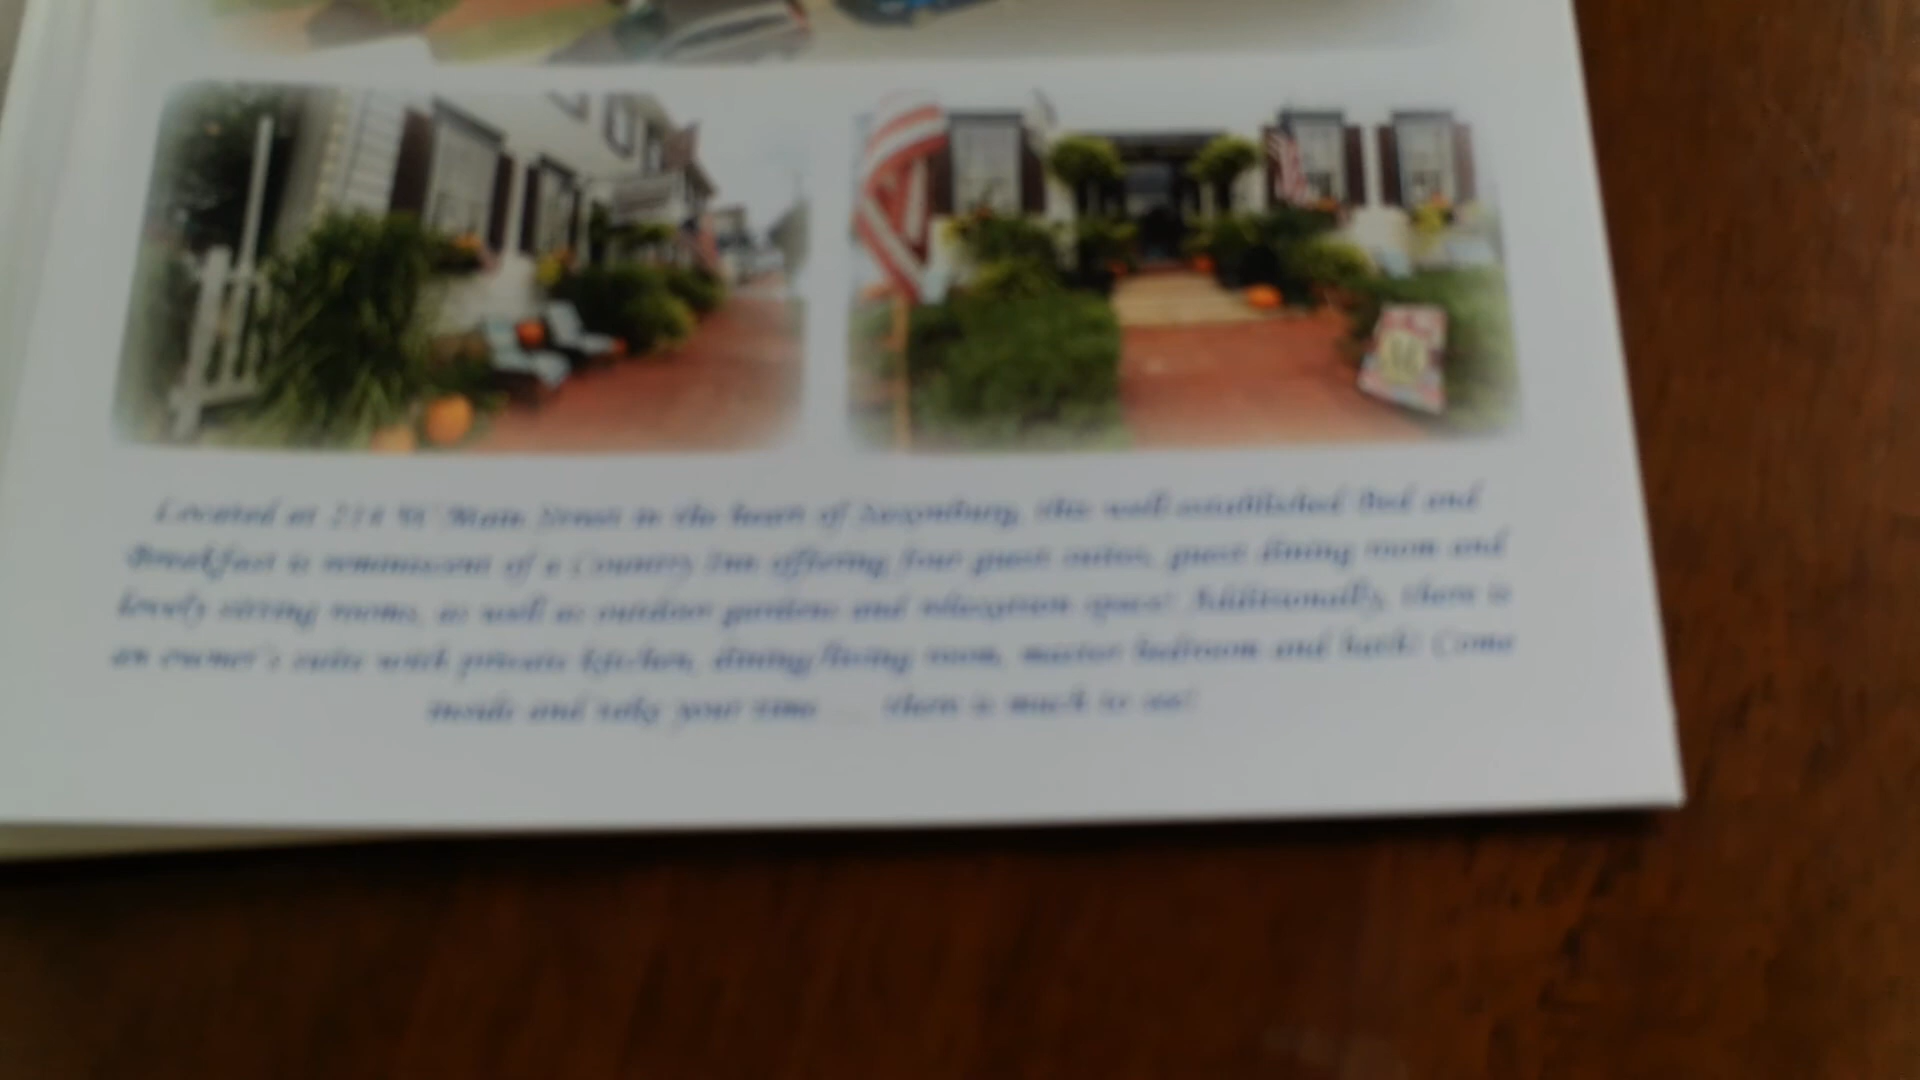 Located at 214 W Main Street in the heart of Saxonburg, this well-established Bed and
Breakfast is reminiscent of a Country Inn offering four guest suites, guest dining room and
lovely sitting rooms, as well as outdoor gardens and relaxation space! Additionally, there is
an owner's suite with private kitchen, dining/living room, master bedroom and bath! Come
inside and take your time ... there is much to see!